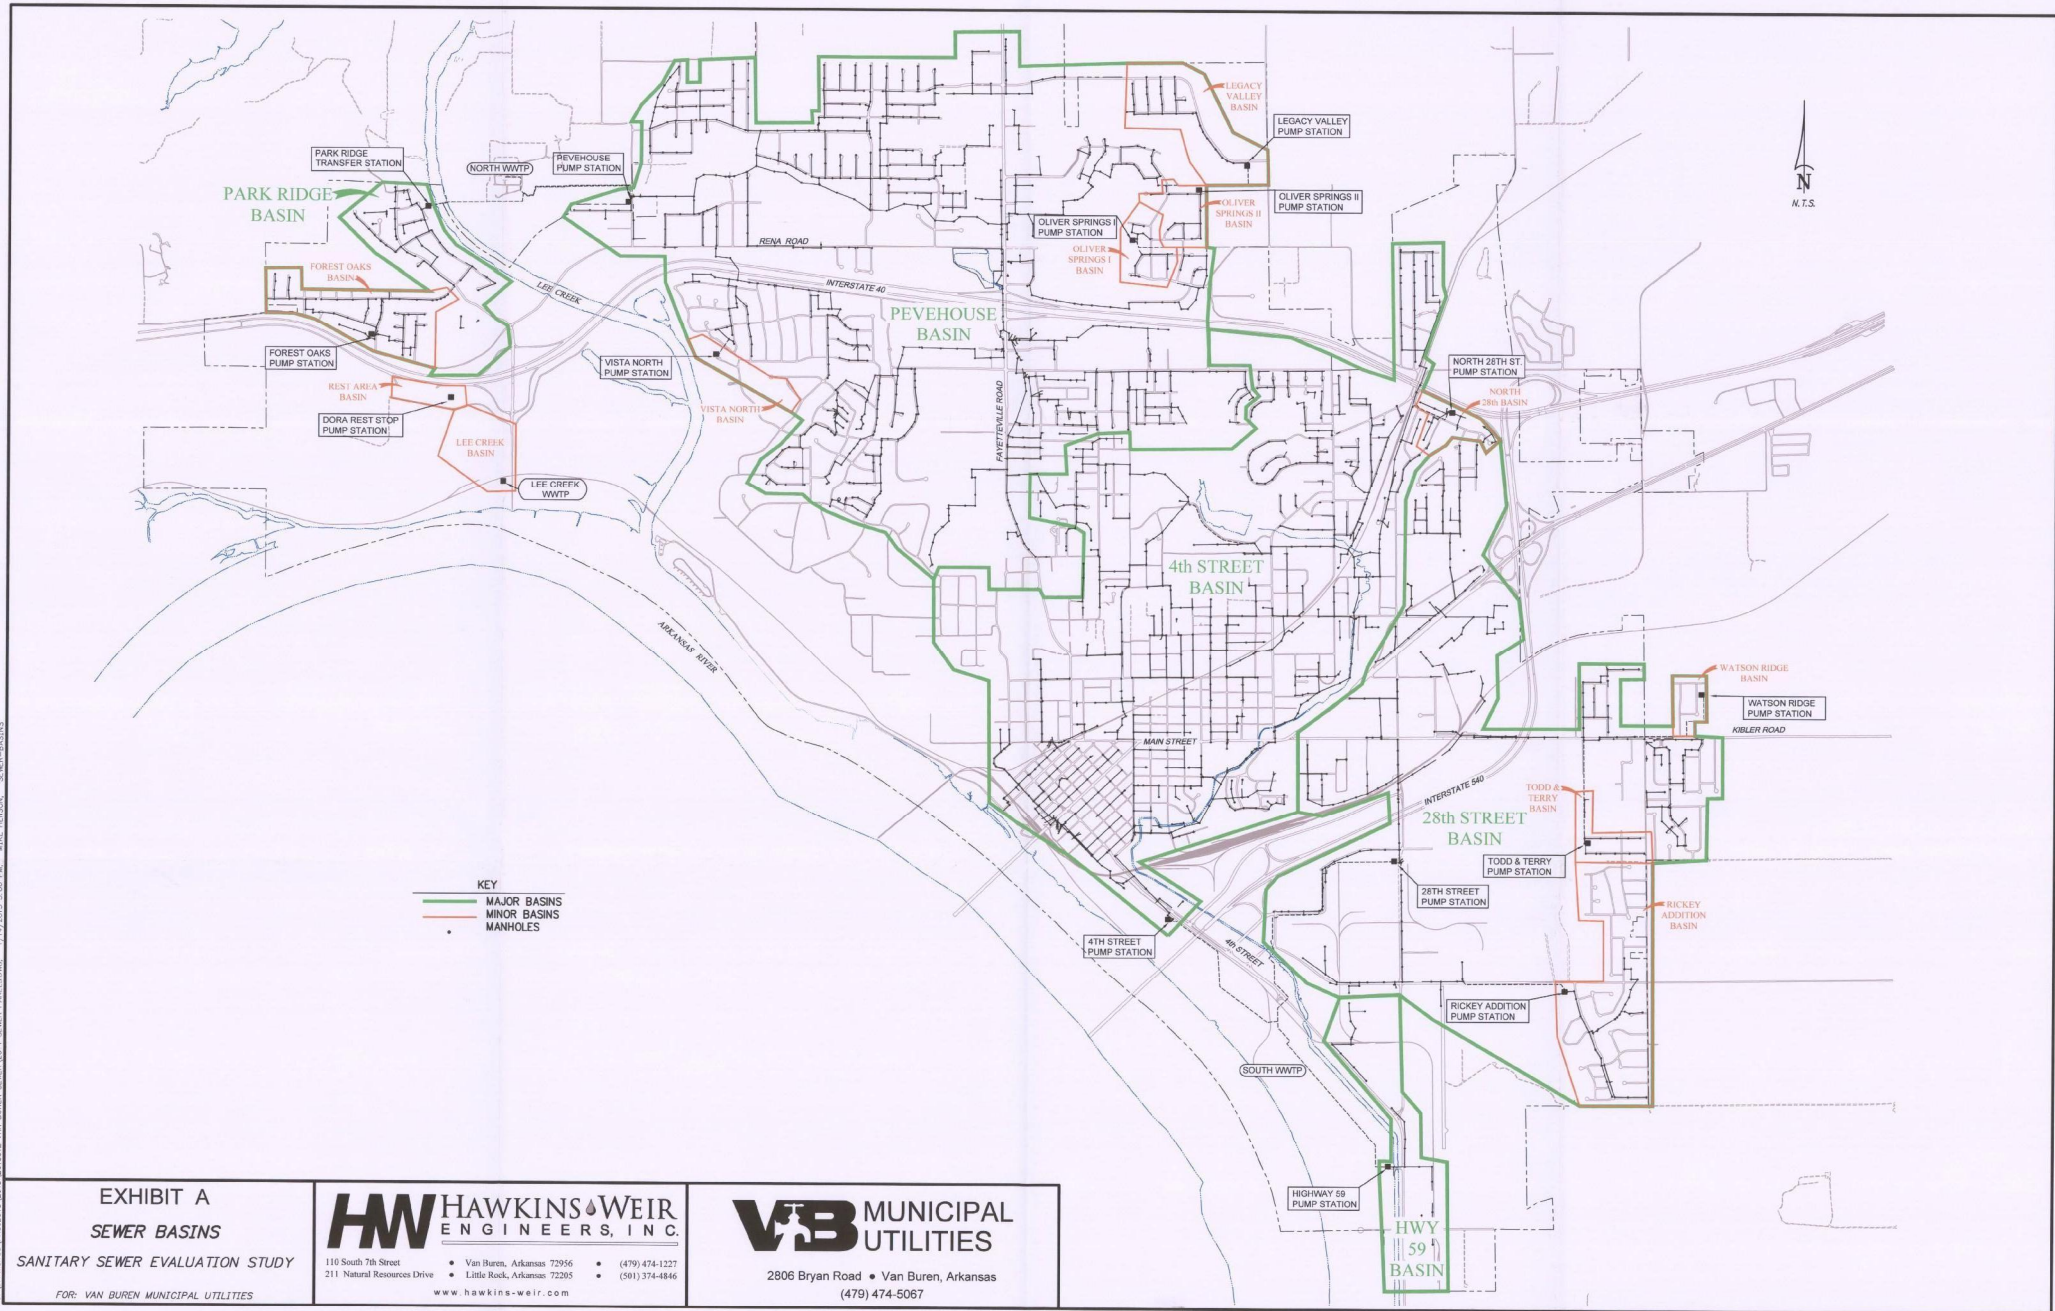 LEGACY
VALLEY
BASIN
LEGACY VALLEY
PUMP STATION
N
N.T.S.
PARK RIDGE
TRANSFER STATION
NORTH WWTP
PEVEHOUSE
PUMP STATION
PARK RIDGE
BASIN
OLIVER SPRINGS II
PUMP STATION
OLIVER
SPRINGS II
BASIN
OLIVER SPRINGS I
PUMP STATION
OLIVER
SPRINGS I
BASIN
RENA ROAD
FOREST OAKS
BASIN
LEE CREEK
INTERSTATE 40
PEVEHOUSE
BASIN
FOREST OAKS
PUMP STATION
VISTA NORTH
PUMP STATION
NORTH 28TH ST.
PUMP STATION
NORTH
28th BASIN
REST AREA
BASIN
DORA REST STOP
PUMP STATION
VISTA NORTH
BASIN
FAYETTEVILLE ROAD
LEE CREEK
BASIN
LEE CREEK
WWTP
4th STREET
BASIN
ARKANSAS RIVER
WATSON RIDGE
BASIN
WATSON RIDGE
PUMP STATION
KIBLER ROAD
MAIN STREET
INTERSTATE 540
TODD &
TERRY
BASIN
28th STREET
BASIN
TODD & TERRY
PUMP STATION
28TH STREET
PUMP STATION
RICKEY
ADDITION
BASIN
KEY
MAJOR BASINS
MINOR BASINS
MANHOLES
4TH STREET
PUMP STATION
4th STREET
RICKEY ADDITION
PUMP STATION
SOUTH WWTP
HIGHWAY 59
PUMP STATION
HWY
59
BASIN
EXHIBIT A
SEWER BASINS
SANITARY SEWER EVALUATION STUDY
FOR: VAN BUREN MUNICIPAL UTILITIES
HW HAWKINS WEIR
ENGINEERS, INC.
110 South 7th Street • Van Buren, Arkansas 72956 • (479) 474-1227
211 Natural Resources Drive • Little Rock, Arkansas 72205 • (501) 374-4846
www.hawkins-weir.com
VB MUNICIPAL
UTILITIES
2806 Bryan Road • Van Buren, Arkansas
(479) 474-5067